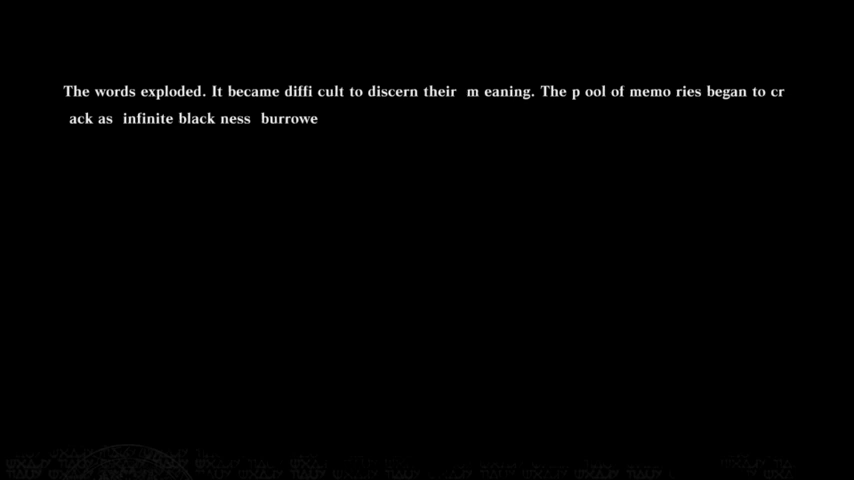 The words exploded. It became diffi cult to discern their m eaning. The p ool of memo ries began to cr
ack as infinite black ness burrowe